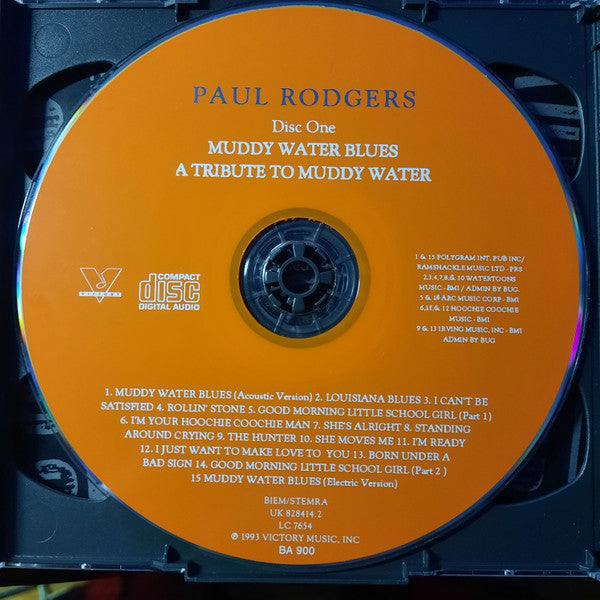 PAUL RODGERS
Disc One
MUDDY WATER BLUES
A TRIBUTE TO MUDDY WATER
VICTORY
COMPACT
disc
DIGITAL AUDIO
1 & 15 POLYGRAM INT. PUB INC/
RAMSHACKLE MUSIC LTD - PRS
2,3,4,7,8,& 10 WATERTOONS
MUSIC - BMI / ADMIN BY BUG.
5 & 14 ARC MUSIC CORP - BMI
6,1F,& 12 HOOCHIE COOCHIE
MUSIC - BMI
9 & 13 IRVING MUSIC, INC - BMI
ADMIN BY BUG
1. MUDDY WATER BLUES (Acoustic Version) 2. LOUISIANA BLUES 3. I CAN'T BE
SATISFIED 4. ROLLIN' STONE 5. GOOD MORNING LITTLE SCHOOL GIRL (Part 1)
6. I'M YOUR HOOCHIE COOCHIE MAN 7. SHE'S ALRIGHT 8. STANDING
AROUND CRYING 9. THE HUNTER 10. SHE MOVES ME 11. I'M READY
12. I JUST WANT TO MAKE LOVE TO YOU 13. BORN UNDER A
BAD SIGN 14. GOOD MORNING LITTLE SCHOOL GIRL (Part 2 )
15 MUDDY WATER BLUES (Electric Version)
BIEM/STEMRA
UK 828414.2
LC 7654
℗ 1993 VICTORY MUSIC, INC
BA 900